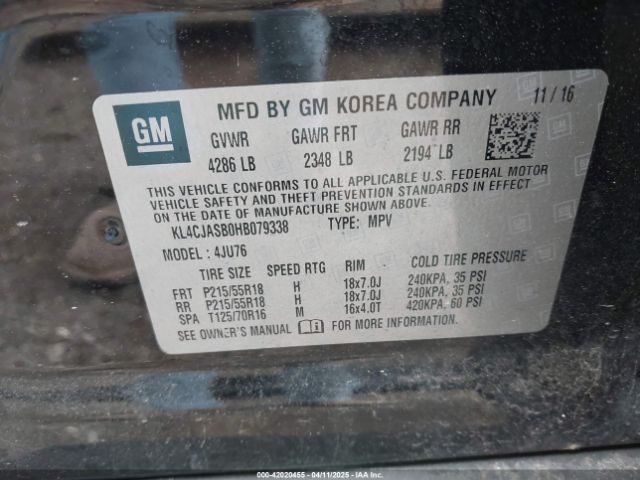 GM
MFD BY GM KOREA COMPANY 11/16
GVWR GAWR FRT GAWR RR
4286 LB 2348 LB 2194 LB
THIS VEHICLE CONFORMS TO ALL APPLICABLE U.S. FEDERAL MOTOR
VEHICLE SAFETY AND THEFT PREVENTION STANDARDS IN EFFECT
ON THE DATE OF MANUFACTURE SHOWN ABOVE.
KL4CJASB0HB079338 TYPE: MPV
MODEL: 4JU76
TIRE SIZE SPEED RTG RIM COLD TIRE PRESSURE
FRT P215/55R18 H 18x7.0J 240KPA, 35 PSI
RR P215/55R18 H 18x7.0J 240KPA, 35 PSI
SPA T125/70R16 M 16x4.0T 420KPA, 60 PSI
SEE OWNER'S MANUAL FOR MORE INFORMATION.
000-42020455 - 04/11/2025 - IAAI.COM